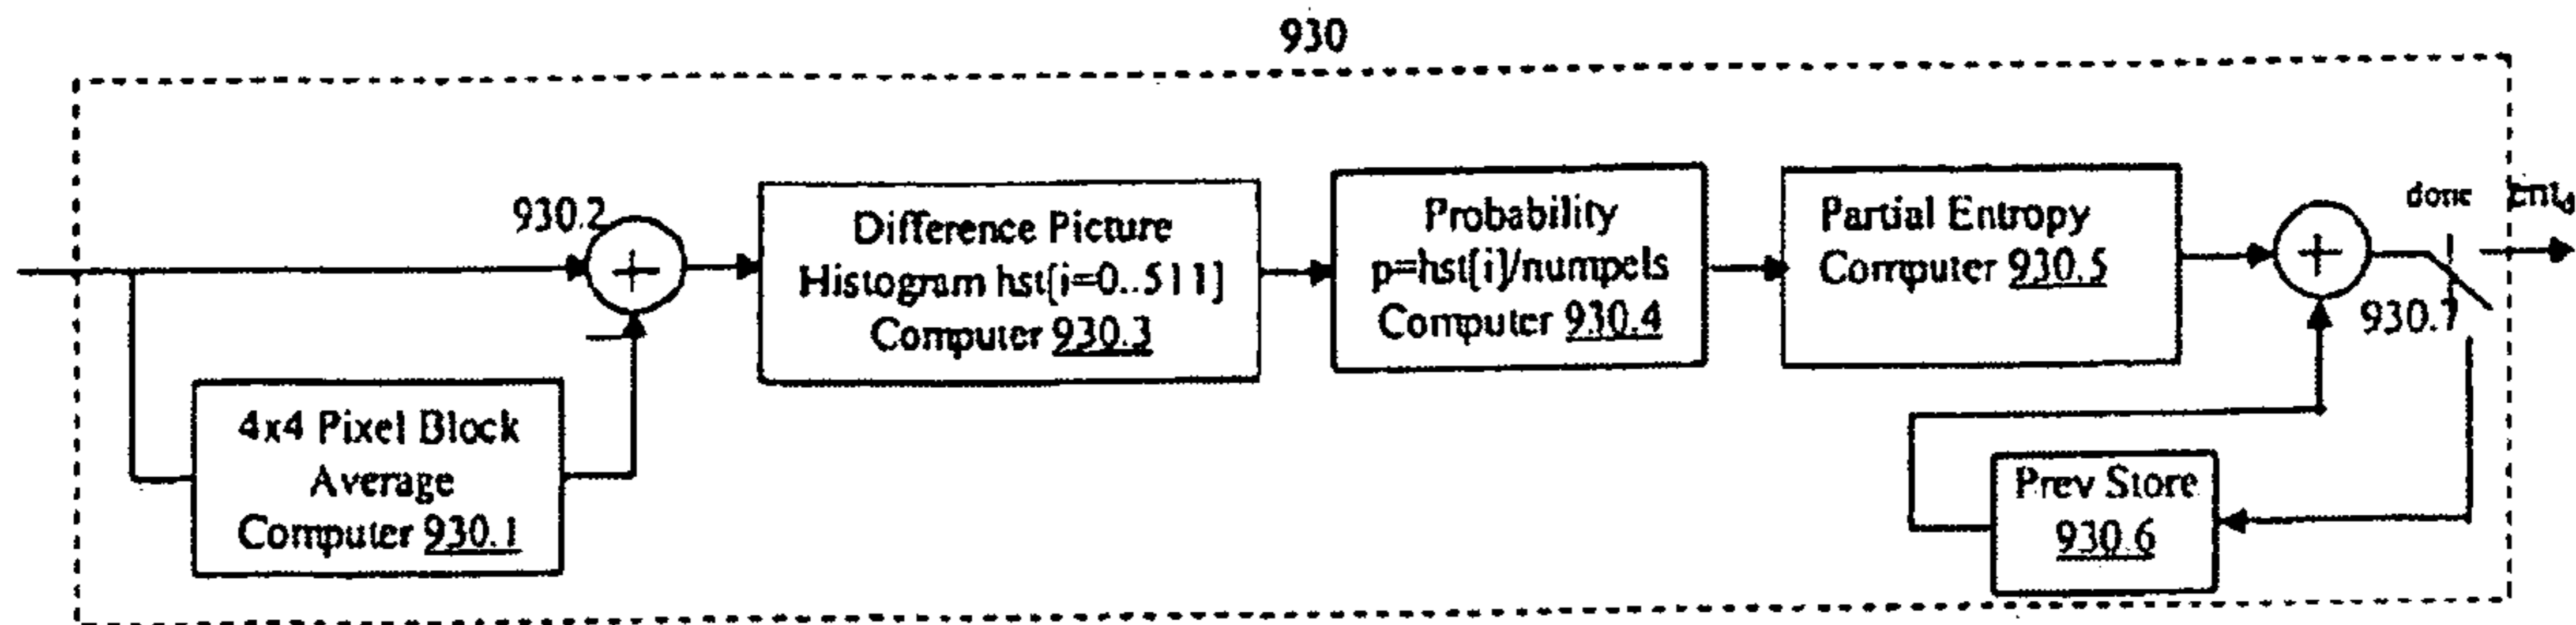 930
930.2
Difference Picture
Histogram hst[i=0..511]
Computer 930.3
Probability
p=hst[i]/numpels
Computer 930.4
Partial Entropy
Computer 930.5
done
ent_d
930.7
4x4 Pixel Block
Average
Computer 930.1
Prev Store
930.6